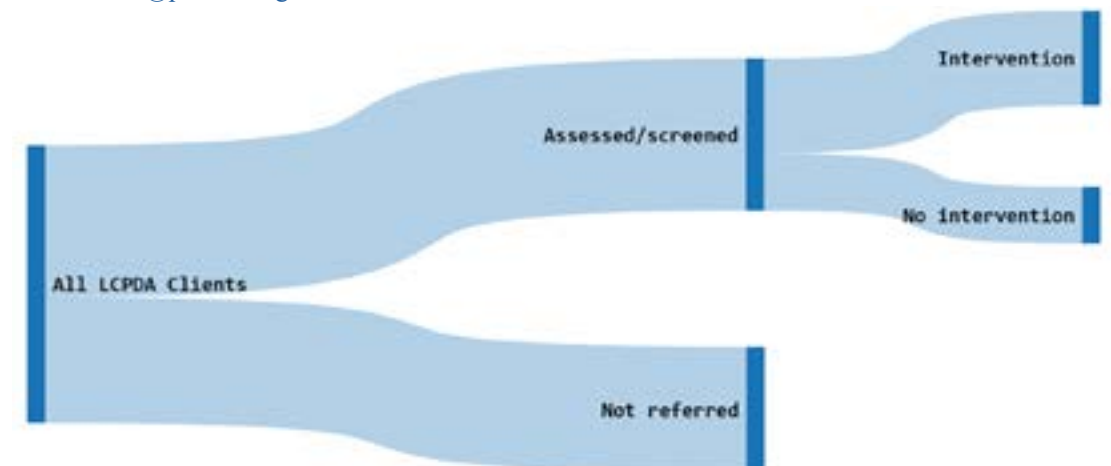 Intervention
Assessed/screened
No intervention
All LCPDA Clients
Not referred